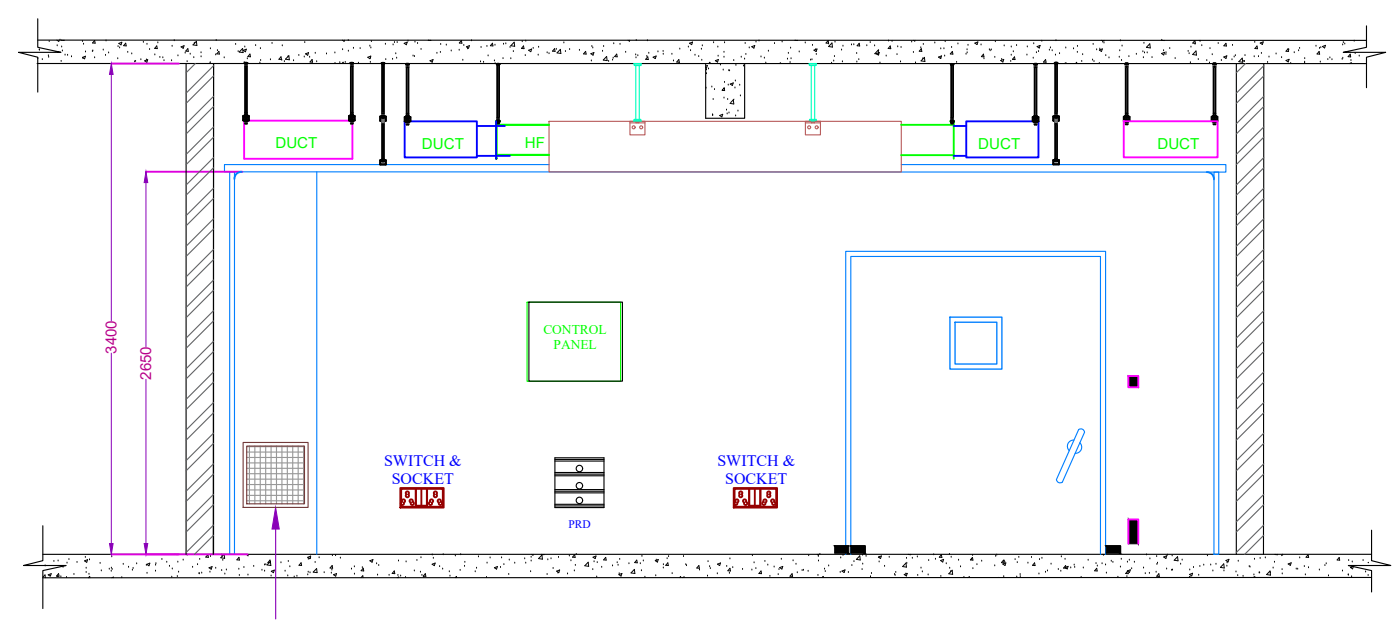 DUCT
DUCT
HF
DUCT
DUCT
3400
2650
CONTROL
PANEL
SWITCH &
SOCKET
SWITCH &
SOCKET
PRD